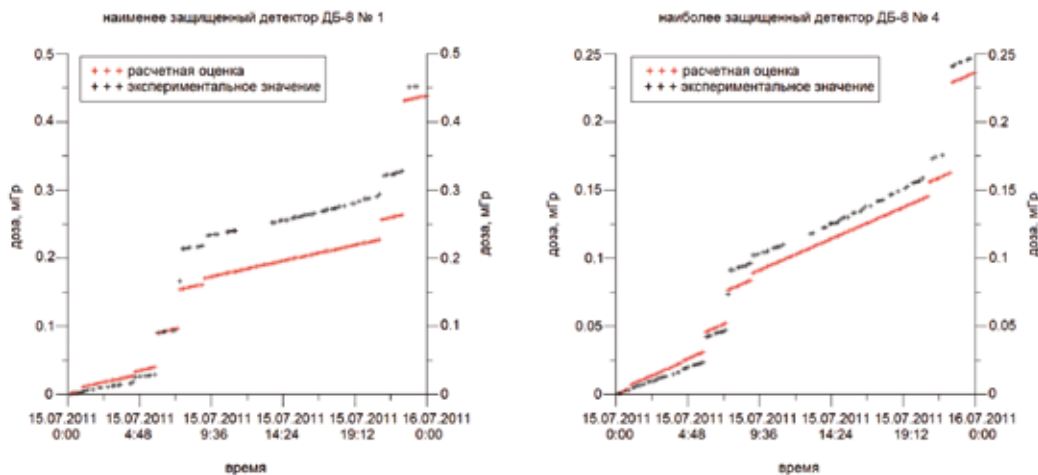 наименее защищенный детектор ДБ-8 № 1
0.5
0.4
0.3
0.2
0.1
0
0.5
0.4
0.3
0.2
0.1
0
доза, мГр
доза, мГр
расчетная оценка
экспериментальное значение
15.07.2011 15.07.2011 15.07.2011 15.07.2011 15.07.2011 16.07.2011
0:00 4:48 9:36 14:24 19:12 0:00
время
наиболее защищенный детектор ДБ-8 № 4
0.25
0.2
0.15
0.1
0.05
0
0.25
0.2
0.15
0.1
0.05
0
доза, мГр
доза, мГр
расчетная оценка
экспериментальное значение
15.07.2011 15.07.2011 15.07.2011 15.07.2011 15.07.2011 16.07.2011
0:00 4:48 9:36 14:24 19:12 0:00
время